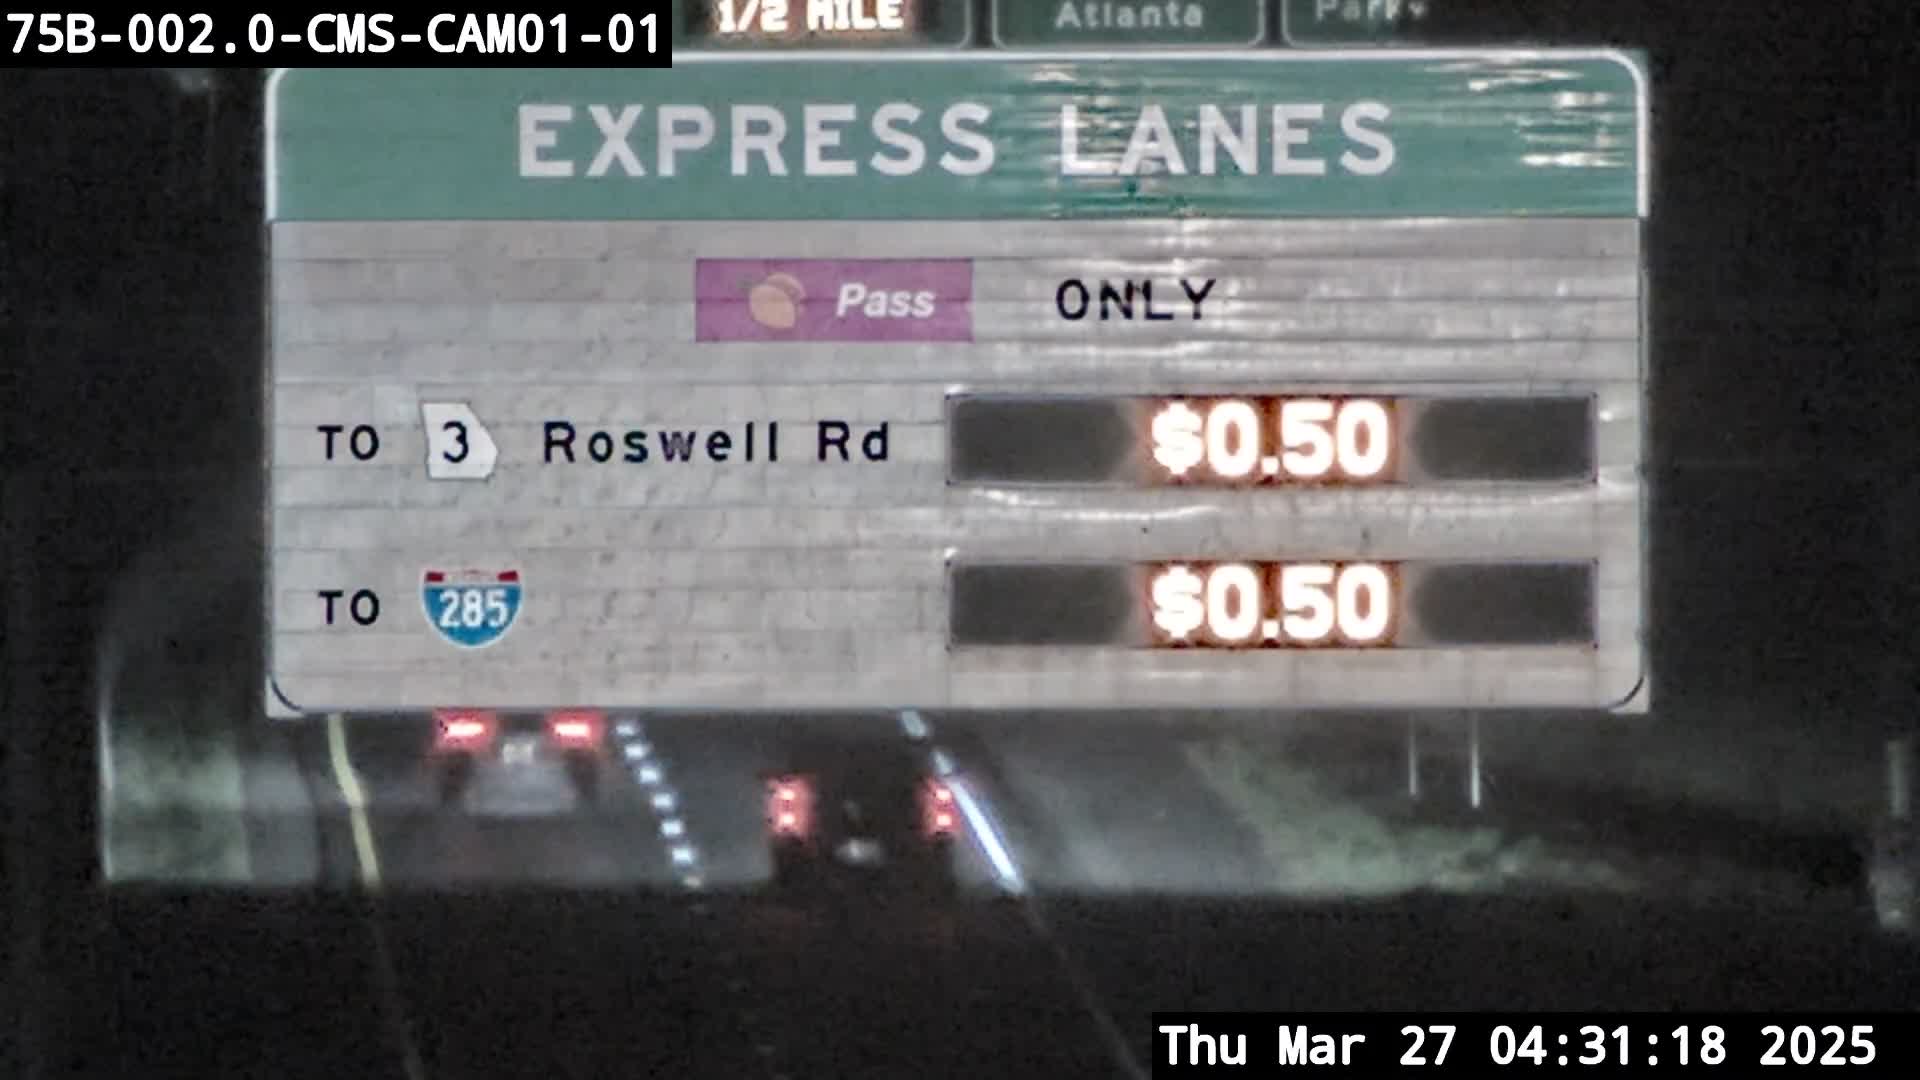 75B-002.0-CMS-CAM01-01
1/2 MILE
Atlanta
Park
EXPRESS LANES
Pass ONLY
TO 3 Roswell Rd $0.50
TO 285 $0.50
Thu Mar 27 04:31:18 2025